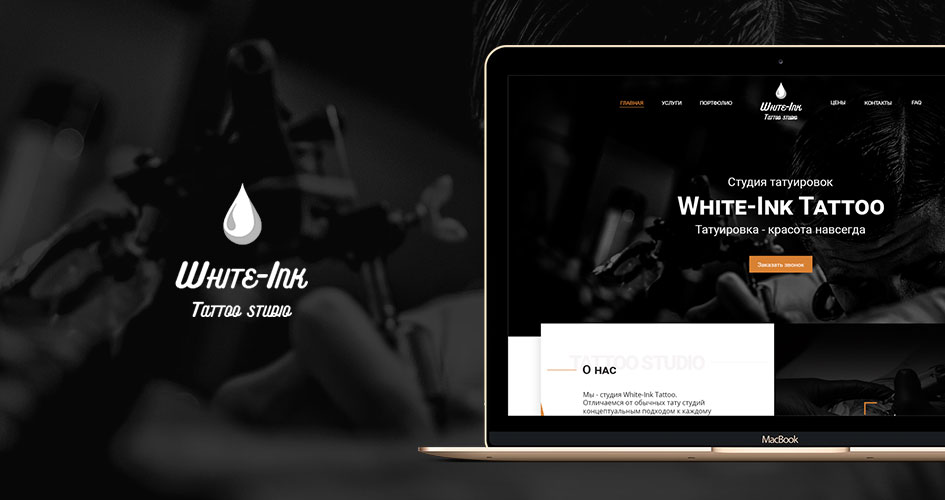 White-Ink
Tattoo studio
ГЛАВНАЯ
УСЛУГИ
ПОРТФОЛИО
White-Ink
Tattoo studio
ЦЕНЫ
КОНТАКТЫ
FAQ
Студия татуировок
White-Ink Tattoo
Татуировка - красота навсегда
Заказать звонок
TATTOO STUDIO
О нас
Мы - студия White-Ink Tattoo.
Отличаемся от обычных тату студий
концептуальным подходом к каждому
MacBook